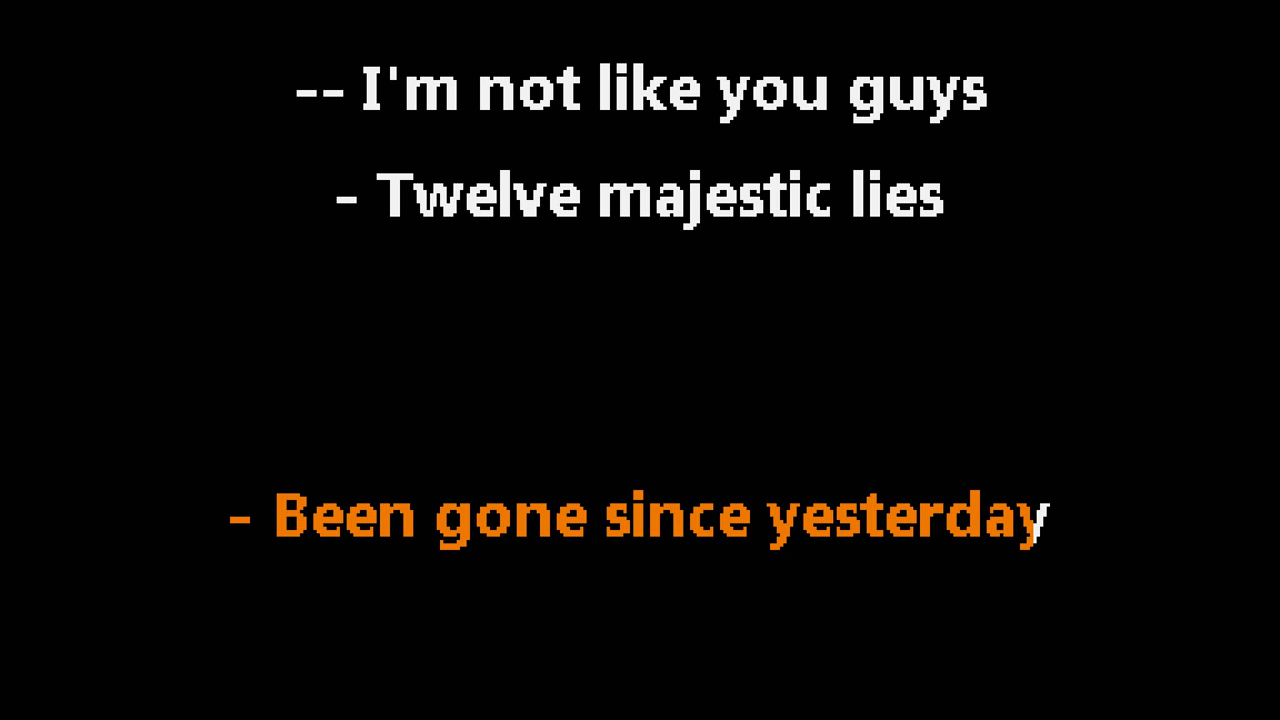 -- I'm not like you guys
- Twelve majestic lies
- Been gone since yesterday